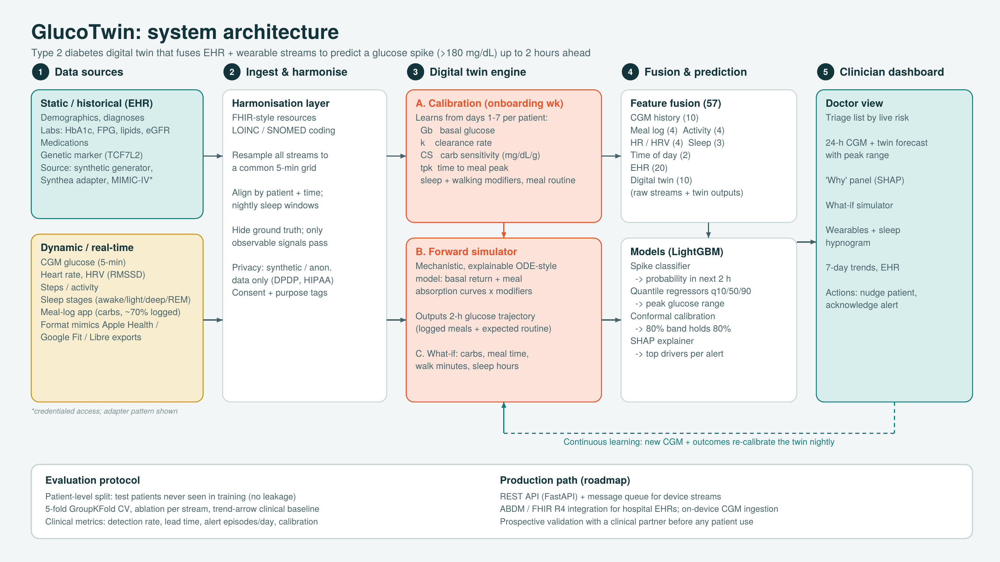 GlucoTwin: system architecture
Type 2 diabetes digital twin that fuses EHR + wearable streams to predict a glucose spike (>180 mg/dL) up to 2 hours ahead
1 Data sources
Static / historical (EHR)
Demographics, diagnoses
Labs: HbA1c, FPG, lipids, eGFR
Medications
Genetic marker (TCF7L2)
Source: synthetic generator,
Synthea adapter, MIMIC-IV*
Dynamic / real-time
CGM glucose (5-min)
Heart rate, HRV (RMSSD)
Steps / activity
Sleep stages (awake/light/deep/REM)
Meal-log app (carbs, ~70% logged)
Format mimics Apple Health /
Google Fit / Libre exports
*credentialed access; adapter pattern shown
2 Ingest & harmonise
Harmonisation layer
FHIR-style resources
LOINC / SNOMED coding
Resample all streams to
a common 5-min grid
Align by patient + time;
nightly sleep windows
Hide ground truth; only
observable signals pass
Privacy: synthetic / anon.
data only (DPDP, HIPAA)
Consent + purpose tags
3 Digital twin engine
A. Calibration (onboarding wk)
Learns from days 1-7 per patient:
Gb basal glucose
k clearance rate
CS carb sensitivity (mg/dL/g)
tpk time to meal peak
sleep + walking modifiers, meal routine
B. Forward simulator
Mechanistic, explainable ODE-style
model: basal return + meal
absorption curves x modifiers
Outputs 2-h glucose trajectory
(logged meals + expected routine)
C. What-if: carbs, meal time,
walk minutes, sleep hours
4 Fusion & prediction
Feature fusion (57)
CGM history (10)
Meal log (4) Activity (4)
HR / HRV (4) Sleep (3)
Time of day (2)
EHR (20)
Digital twin (10)
(raw streams + twin outputs)
Models (LightGBM)
Spike classifier
-> probability in next 2 h
Quantile regressors q10/50/90
-> peak glucose range
Conformal calibration
-> 80% band holds 80%
SHAP explainer
-> top drivers per alert
5 Clinician dashboard
Doctor view
Triage list by live risk
24-h CGM + twin forecast
with peak range
'Why' panel (SHAP)
What-if simulator
Wearables + sleep
hypnogram
7-day trends, EHR
Actions: nudge patient,
acknowledge alert
Continuous learning: new CGM + outcomes re-calibrate the twin nightly
Evaluation protocol
Patient-level split: test patients never seen in training (no leakage)
5-fold GroupKFold CV, ablation per stream, trend-arrow clinical baseline
Clinical metrics: detection rate, lead time, alert episodes/day, calibration
Production path (roadmap)
REST API (FastAPI) + message queue for device streams
ABDM / FHIR R4 integration for hospital EHRs; on-device CGM ingestion
Prospective validation with a clinical partner before any patient use